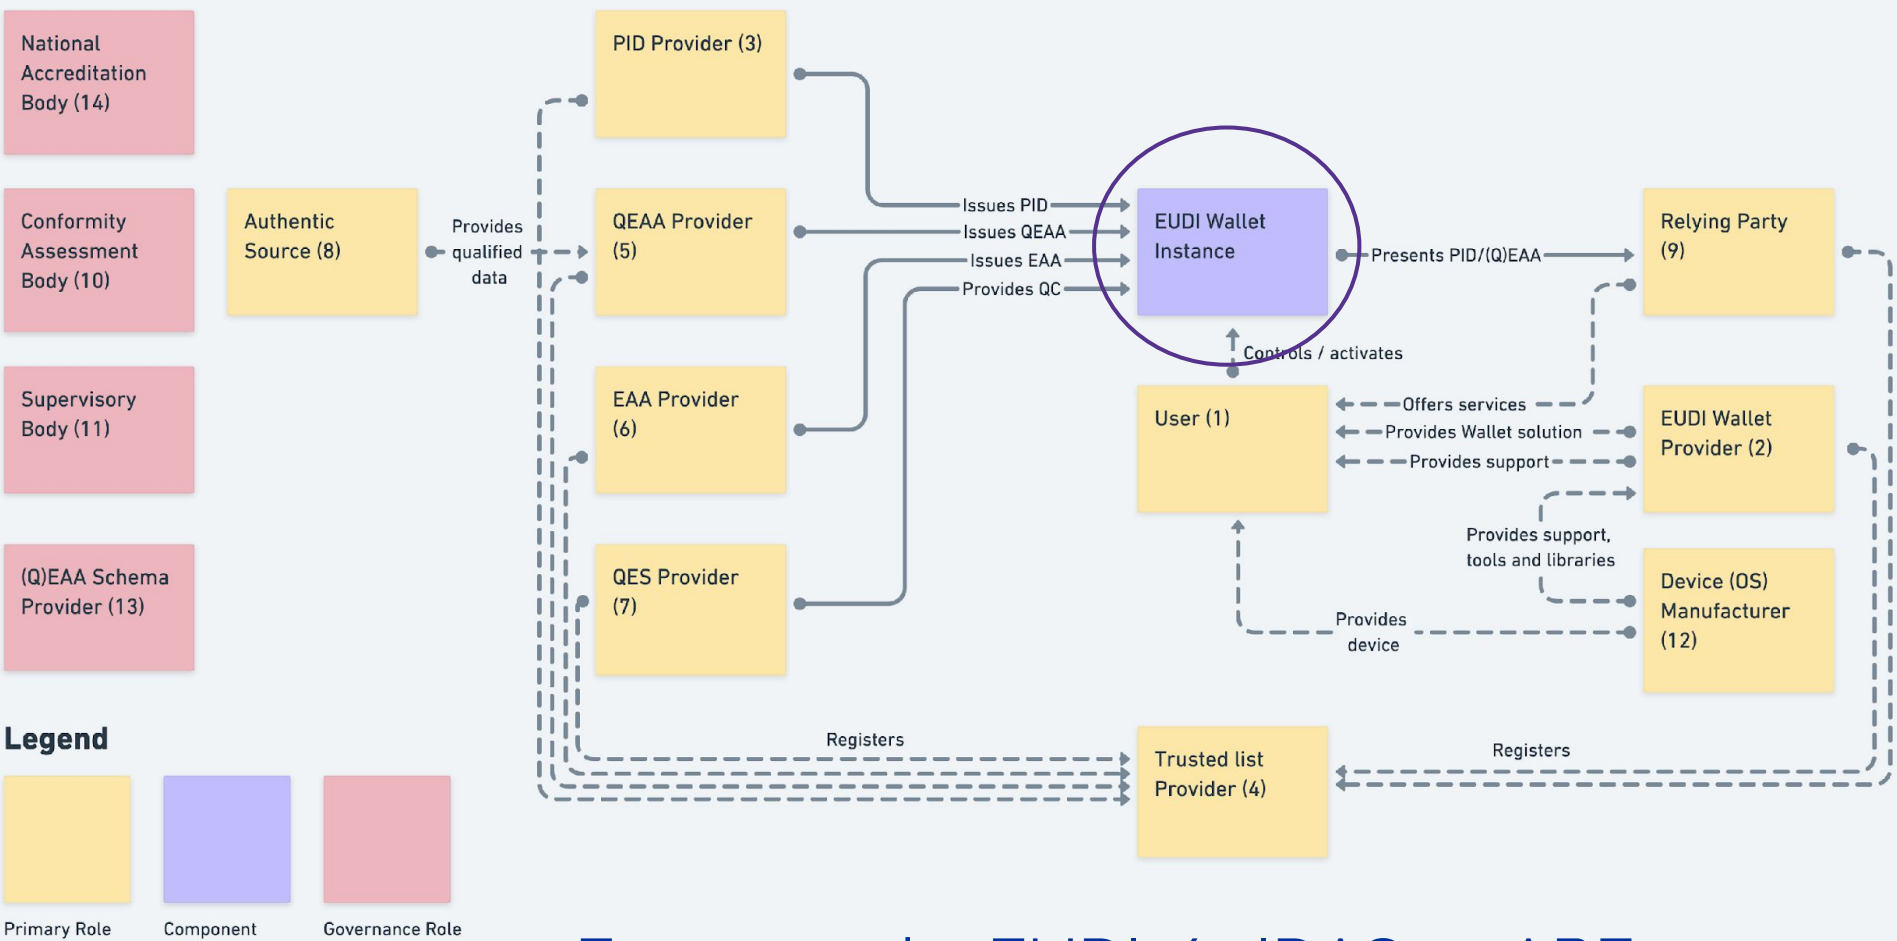 National
Accreditation
Body (14)
Conformity
Assessment
Body (10)
Supervisory
Body (11)
(Q)EAA Schema
Provider (13)
Authentic
Source (8)
Provides
qualified
data
PID Provider (3)
QEAA Provider
(5)
EAA Provider
(6)
QES Provider
(7)
Issues PID
Issues QEAA
Issues EAA
Provides QC
EUDI Wallet
Instance
Presents PID/(Q)EAA
Relying Party
(9)
Controls / activates
User (1)
Offers services
Provides Wallet solution
Provides support
EUDI Wallet
Provider (2)
Provides support,
tools and libraries
Device (OS)
Manufacturer
(12)
Provides
device
Registers
Trusted list
Provider (4)
Registers
Legend
Primary Role
Component
Governance Role